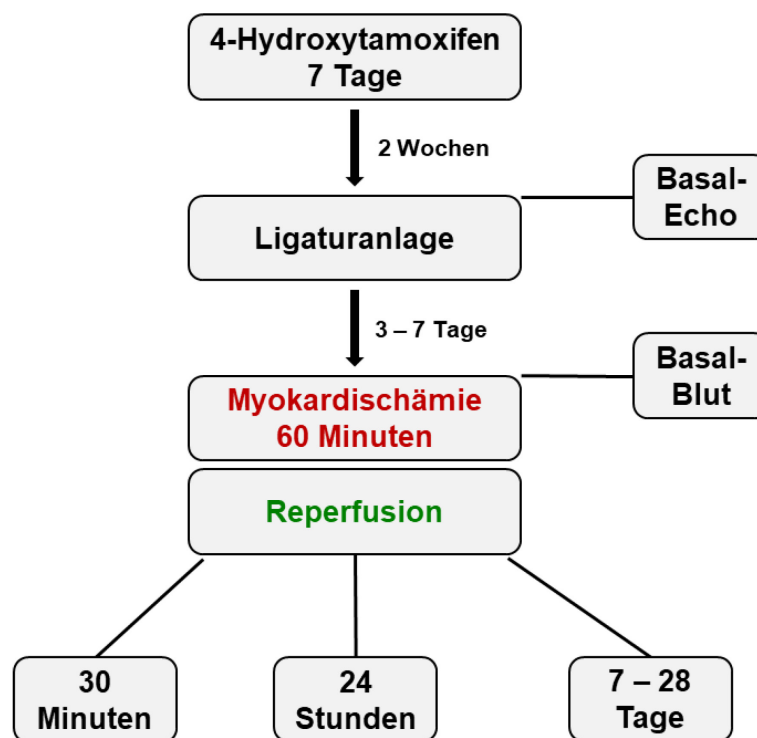 4-Hydroxytamoxifen
7 Tage
2 Wochen
Basal-
Echo
Ligaturanlage
3 – 7 Tage
Basal-
Blut
Myokardischämie
60 Minuten
Reperfusion
30
Minuten
24
Stunden
7 – 28
Tage